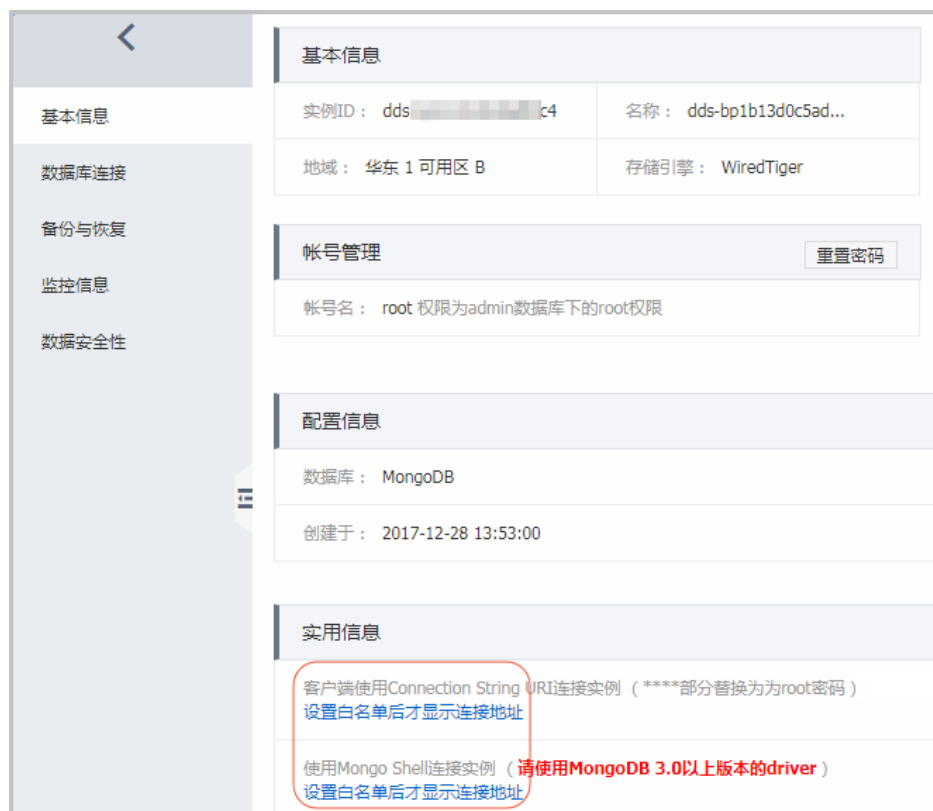 基本信息
数据库连接
备份与恢复
监控信息
数据安全性
基本信息
实例ID： dds c4
名称： dds-bp1b13d0c5ad...
地域： 华东 1 可用区 B
存储引擎： WiredTiger
帐号管理
重置密码
帐号名： root 权限为admin数据库下的root权限
配置信息
数据库： MongoDB
创建于： 2017-12-28 13:53:00
实用信息
客户端使用Connection String URI连接实例 （ ****部分替换为为root密码 ）
设置白名单后才显示连接地址
使用Mongo Shell连接实例 （ 请使用MongoDB 3.0以上版本的driver ）
设置白名单后才显示连接地址